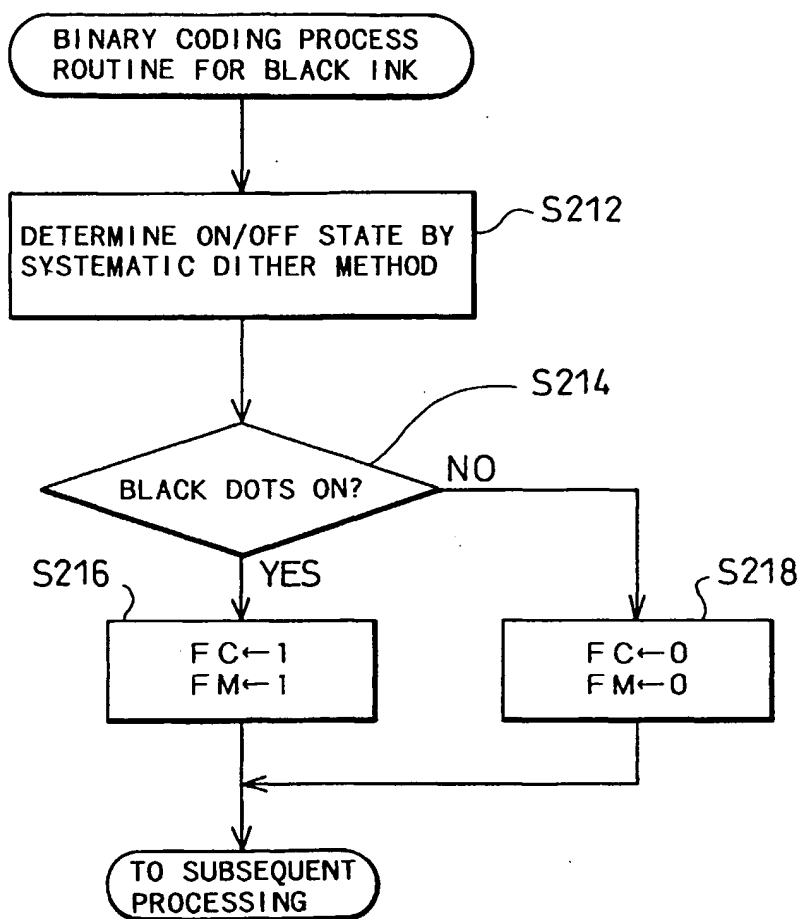 BINARY CODING PROCESS
ROUTINE FOR BLACK INK
S212
DETERMINE ON/OFF STATE BY
SYSTEMATIC DITHER METHOD
S214
BLACK DOTS ON?
NO
YES
S216
FC←1
FM←1
S218
FC←0
FM←0
TO SUBSEQUENT
PROCESSING